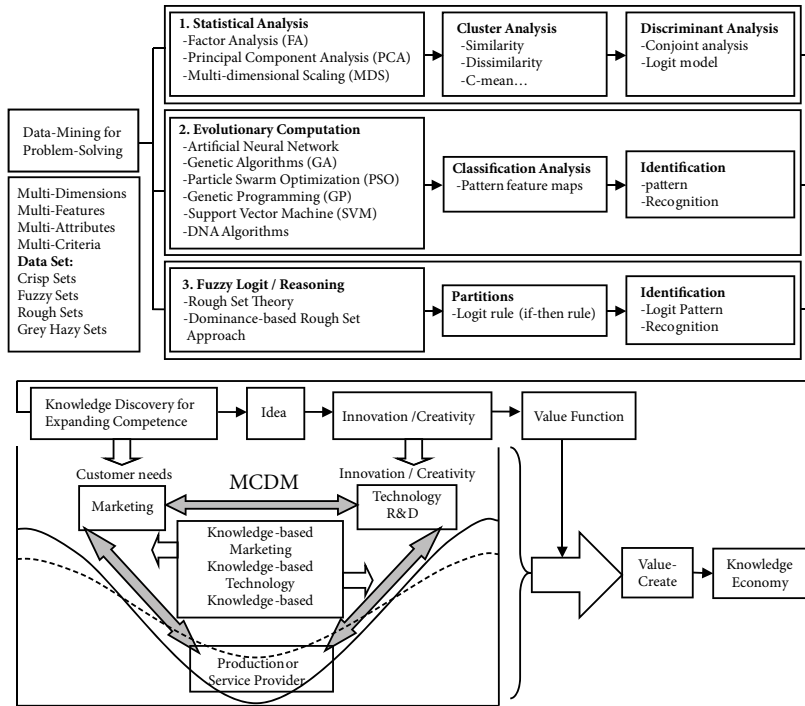 1. Statistical Analysis
-Factor Analysis (FA)
-Principal Component Analysis (PCA)
-Multi-dimensional Scaling (MDS)
Cluster Analysis
-Similarity
-Dissimilarity
-C-mean…
Discriminant Analysis
-Conjoint analysis
-Logit model
Data-Mining for
Problem-Solving
2. Evolutionary Computation
-Artificial Neural Network
-Genetic Algorithms (GA)
-Particle Swarm Optimization (PSO)
-Genetic Programming (GP)
-Support Vector Machine (SVM)
-DNA Algorithms
Classification Analysis
-Pattern feature maps
Identification
-pattern
-Recognition
Multi-Dimensions
Multi-Features
Multi-Attributes
Multi-Criteria
Data Set:
Crisp Sets
Fuzzy Sets
Rough Sets
Grey Hazy Sets
3. Fuzzy Logit / Reasoning
-Rough Set Theory
-Dominance-based Rough Set
Approach
Partitions
-Logit rule (if-then rule)
Identification
-Logit Pattern
-Recognition
Knowledge Discovery for
Expanding Competence
Idea
Innovation /Creativity
Value Function
Customer needs
MCDM
Innovation / Creativity
Marketing
Technology
R&D
Knowledge-based
Marketing
Knowledge-based
Technology
Knowledge-based
Production or
Service Provider
Value-
Create
Knowledge
Economy